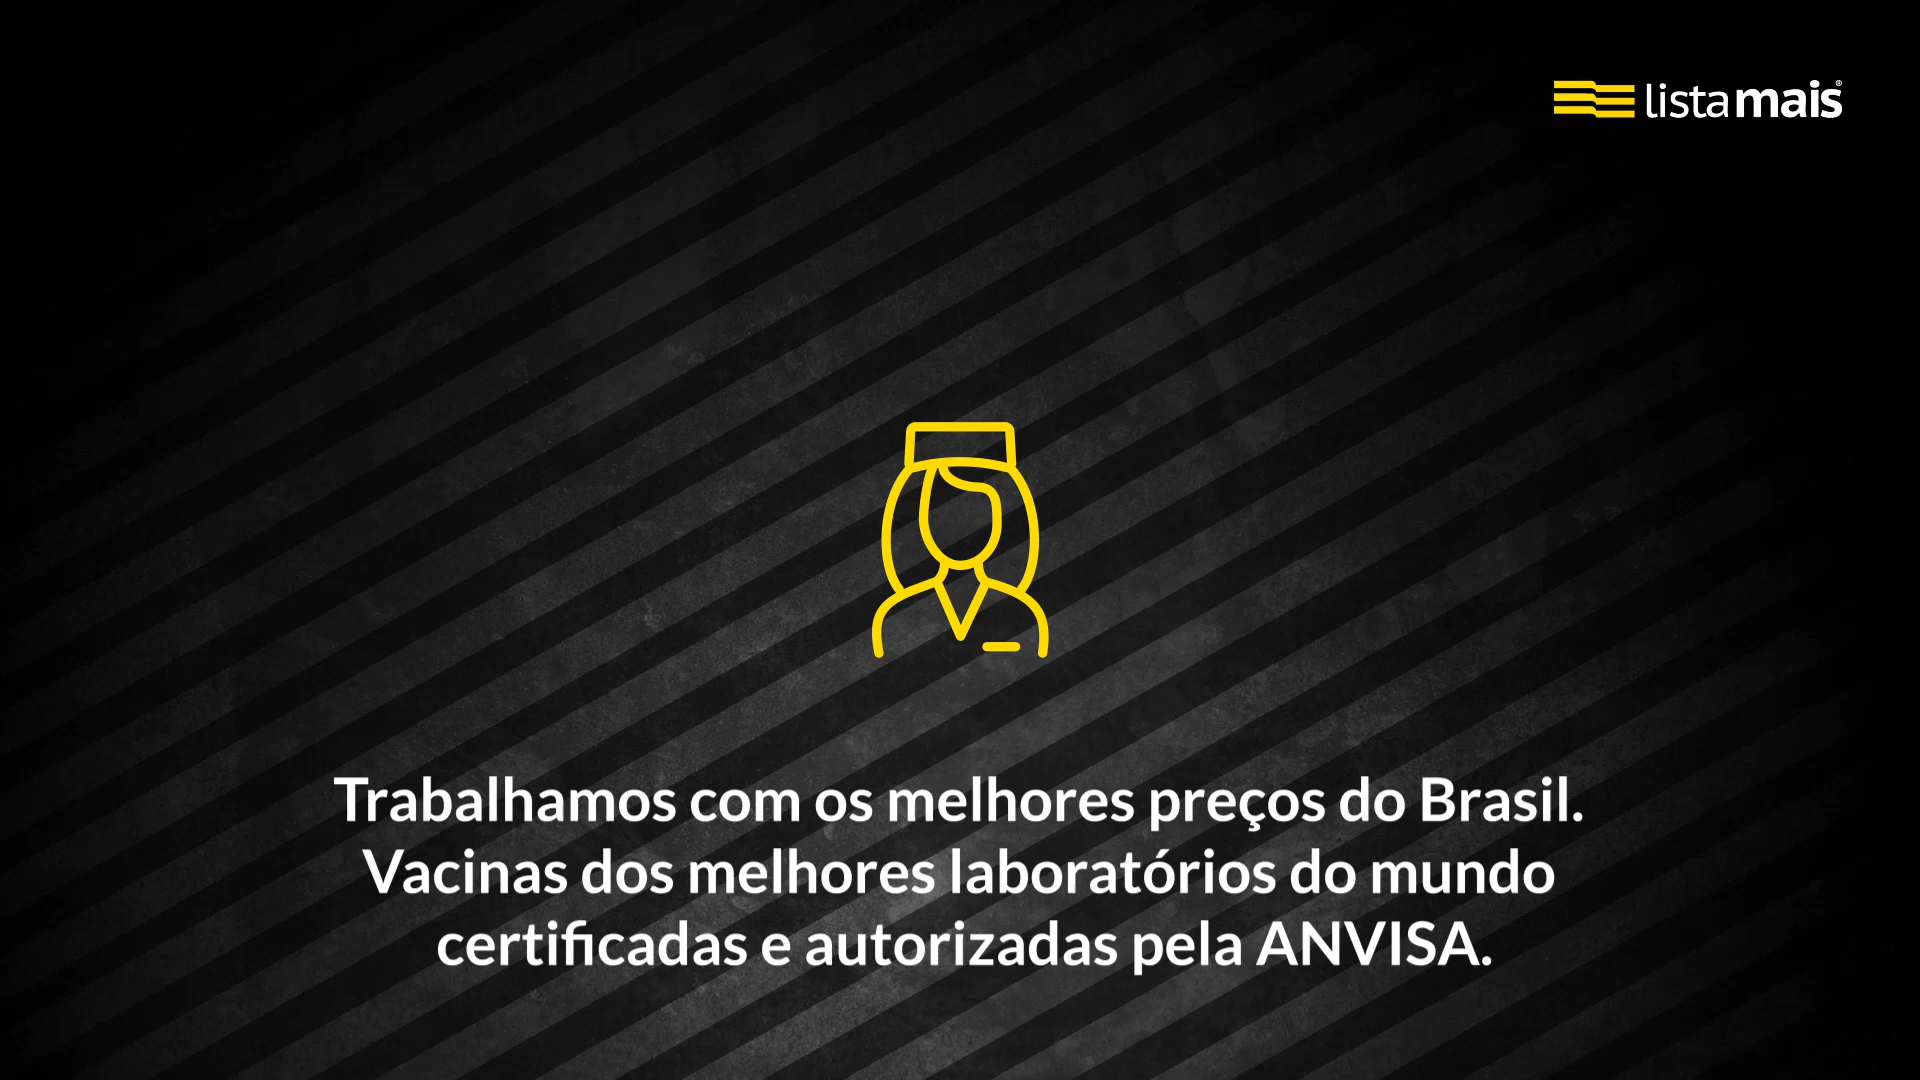 listamais®
Trabalhamos com os melhores preços do Brasil.
Vacinas dos melhores laboratórios do mundo
certificadas e autorizadas pela ANVISA.